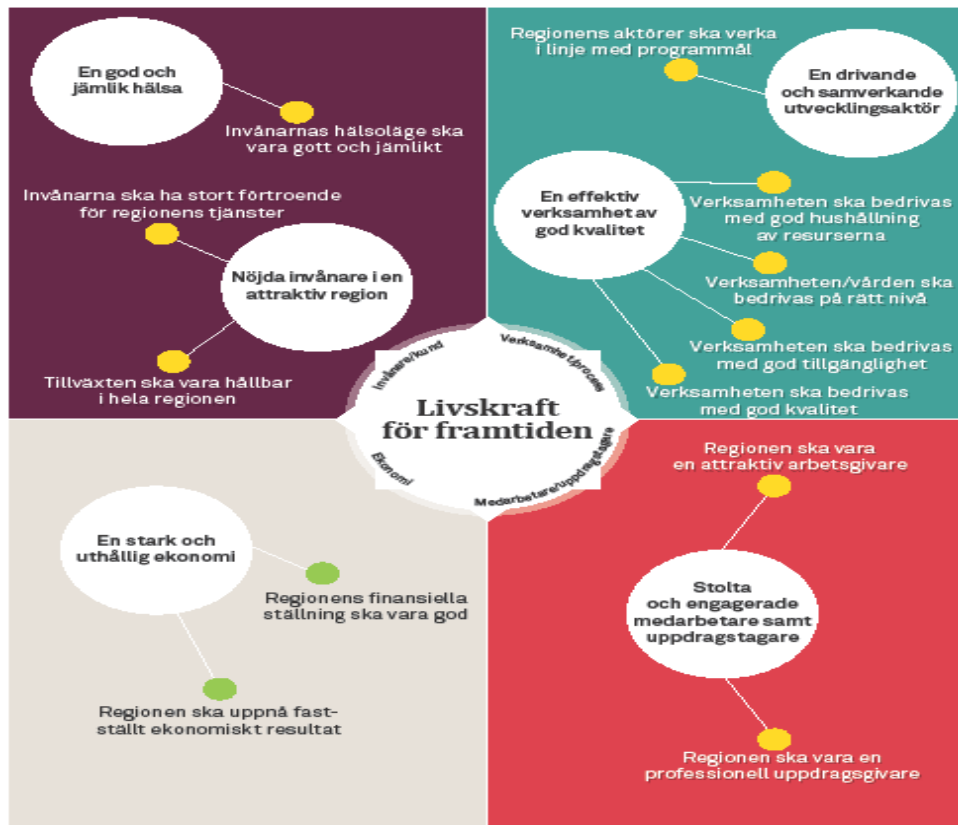 En god och
jämlik hälsa
Invånarnas hälsoläge ska
vara gott och jämlikt
Invånarna ska ha stort förtroende
för regionens tjänster
Nöjda invånare i en
attraktiv region
Tillväxten ska vara hållbar
i hela regionen
Regionens aktörer ska verka
i linje med programmål
En drivande
och samverkande
utvecklingsaktör
En effektiv
verksamhet av
god kvalitet
Verksamheten ska bedrivas
med god hushållning
av resurserna
Verksamheten/vården ska
bedrivas på rätt nivå
Verksamheten ska bedrivas
med god tillgänglighet
Verksamheten ska bedrivas
med god kvalitet
Invånare/kund
Verksamhet/process
Livskraft
för framtiden
Ekonomi
Medarbetare/uppdragstagare
En stark och
uthållig ekonomi
Regionens finansiella
ställning ska vara god
Regionen ska uppnå fast-
ställt ekonomiskt resultat
Regionen ska vara
en attraktiv arbetsgivare
Stolta
och engagerade
medarbetare samt
uppdragstagare
Regionen ska vara en
professionell uppdragsgivare